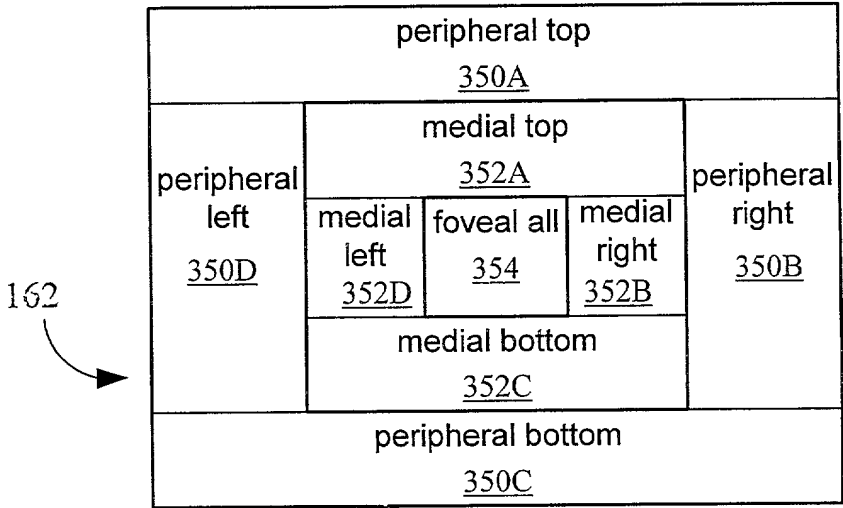 peripheral top
350A
medial top
352A
peripheral
left
350D
medial
left
352D
foveal all
354
medial
right
352B
peripheral
right
350B
162
medial bottom
352C
peripheral bottom
350C